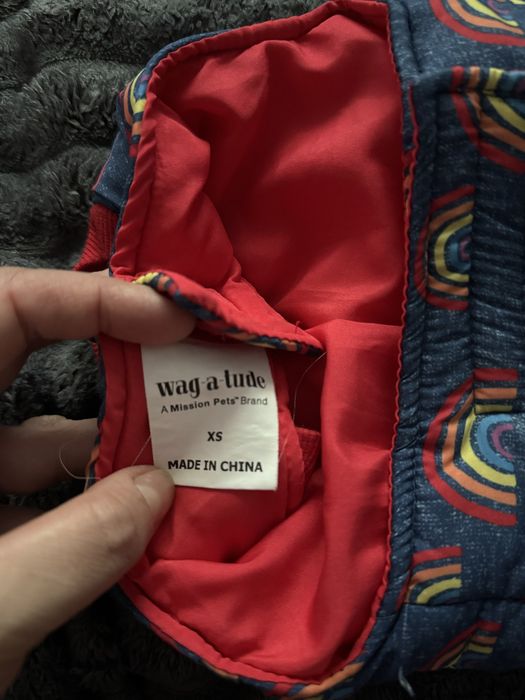 wag-a-tude
A Mission Pets™ Brand
XS
MADE IN CHINA